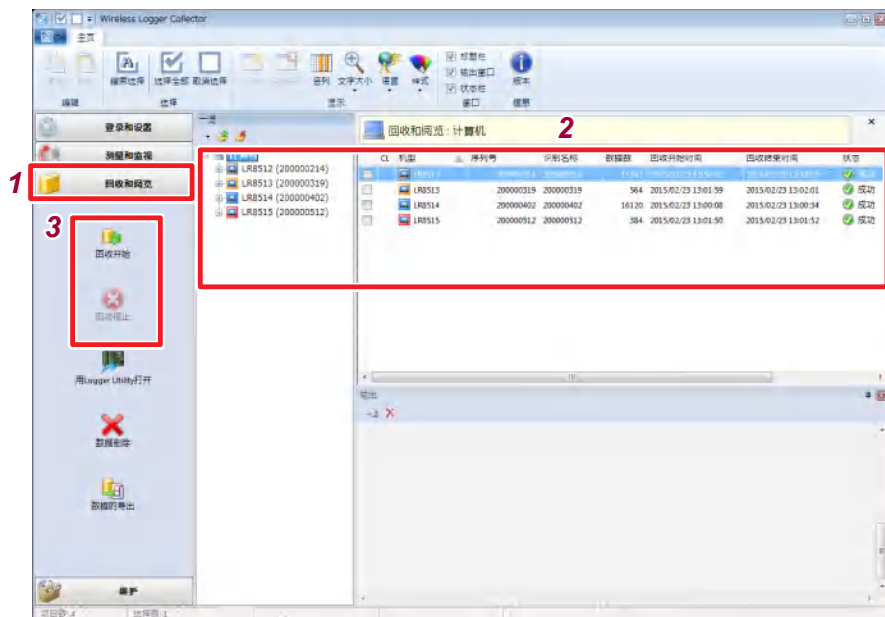 Wireless Logger Collector
主页
搜索选择 选择全部 取消选择 竖列 文字大小 语言 样式
标题栏
输出窗口
状态栏
版本
编辑 选择 显示 窗口 信息
登录和设置
测量和监视
1
回收和阅览
3
回收开始
回收停止
用Logger Utility打开
数据删除
数据的导出
维护
一览
LR8512 (200000214)
LR8513 (200000319)
LR8514 (200000402)
LR8515 (200000512)
回收和阅览 : 计算机
2
机型 序列号 识别名称 数据数 回收开始时间 回收结束时间 状态
LR8513 200000319 200000319 564 2015/02/23 13:01:59 2015/02/23 13:02:01 成功
LR8514 200000402 200000402 16120 2015/02/23 13:00:08 2015/02/23 13:00:34 成功
LR8515 200000512 200000512 384 2015/02/23 13:01:50 2015/02/23 13:01:52 成功
输出